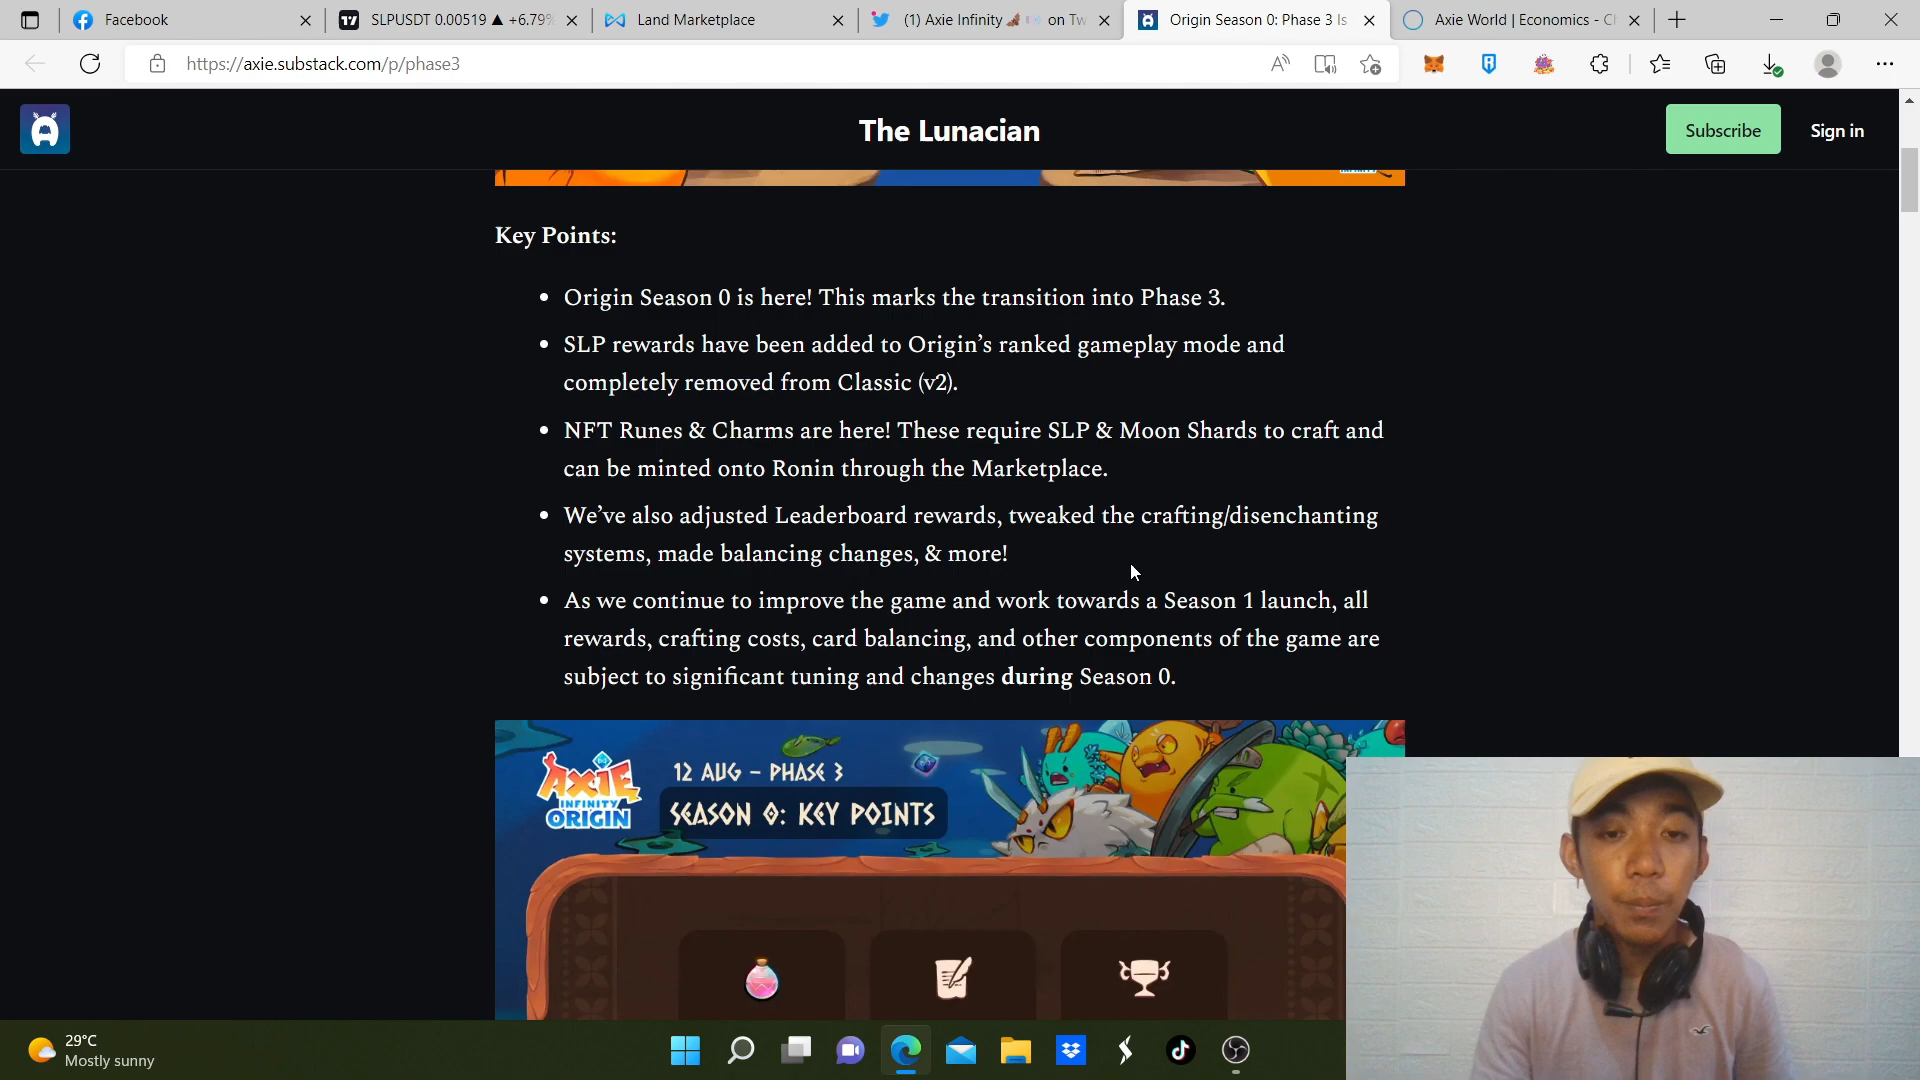 Facebook
SLPUSDT 0.00519 ▲ +6.79%
Land Marketplace
(1) Axie Infinity on Tw
Origin Season 0: Phase 3 Is
Axie World | Economics - Ch
https://axie.substack.com/p/phase3
The Lunacian
Subscribe
Sign in
Key Points:
• Origin Season 0 is here! This marks the transition into Phase 3.
• SLP rewards have been added to Origin’s ranked gameplay mode and
completely removed from Classic (v2).
• NFT Runes & Charms are here! These require SLP & Moon Shards to craft and
can be minted onto Ronin through the Marketplace.
• We’ve also adjusted Leaderboard rewards, tweaked the crafting/disenchanting
systems, made balancing changes, & more!
• As we continue to improve the game and work towards a Season 1 launch, all
rewards, crafting costs, card balancing, and other components of the game are
subject to significant tuning and changes during Season 0.
AXIE
INFINITY
ORIGIN
12 AUG - PHASE 3
SEASON 0: KEY POINTS
29°C
Mostly sunny